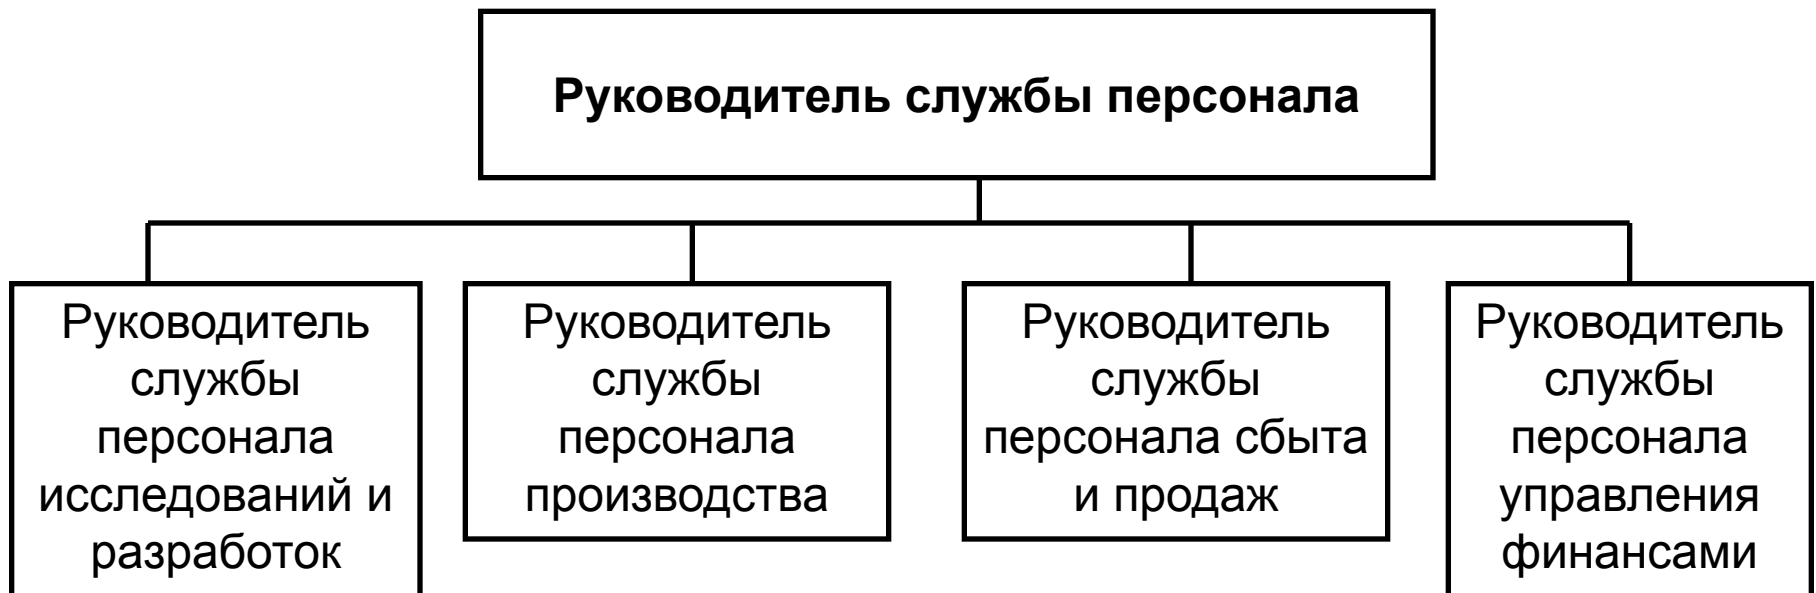 Руководитель службы персонала
Руководитель
службы
персонала
исследований и
разработок
Руководитель
службы
персонала
производства
Руководитель
службы
персонала сбыта
и продаж
Руководитель
службы
персонала
управления
финансами